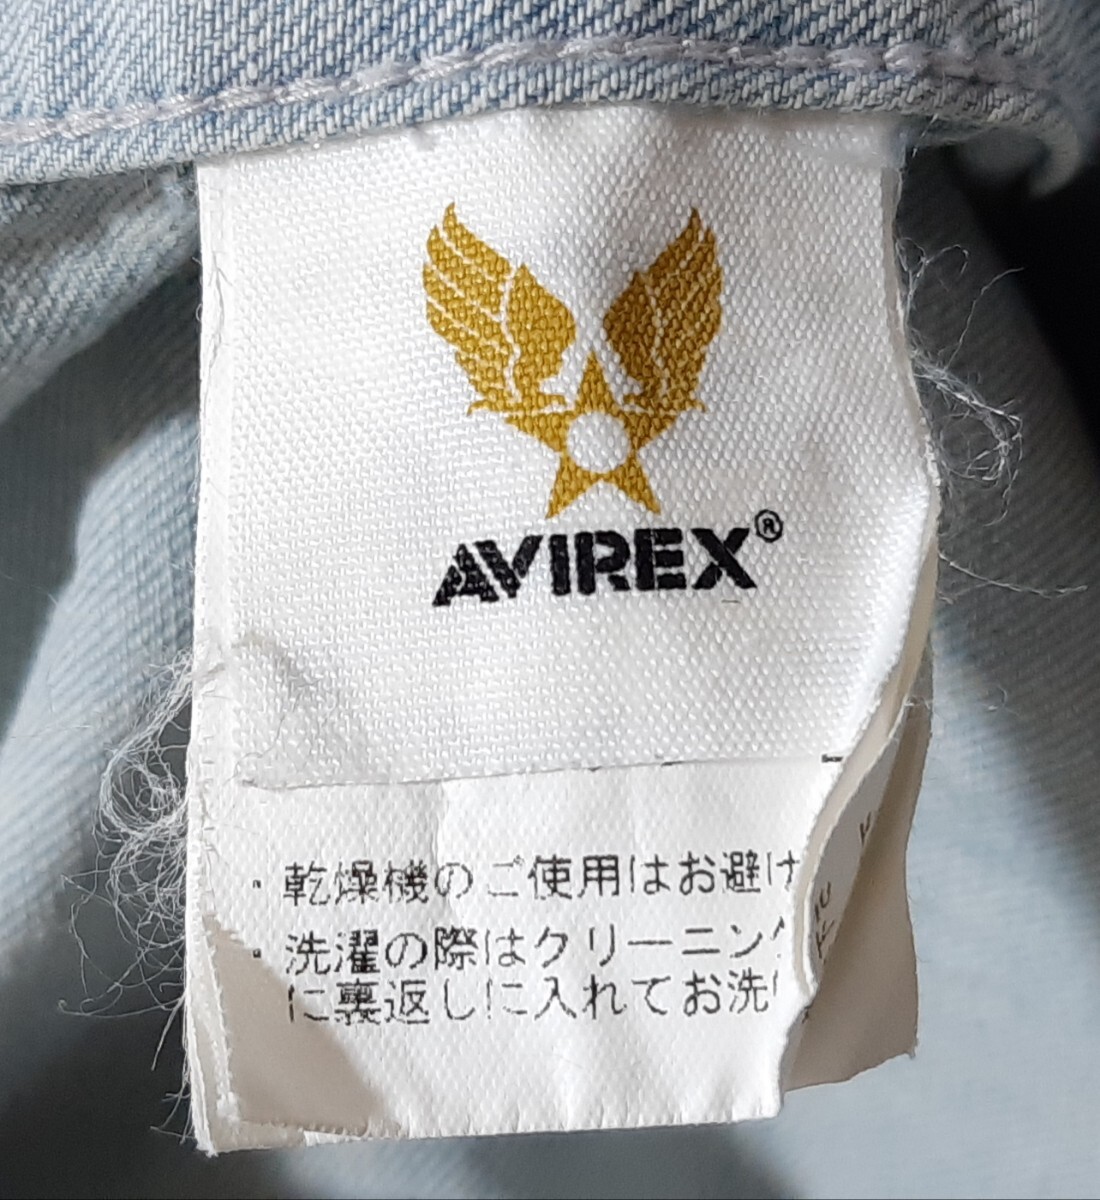 AVIREX®
・乾燥機のご使用はお避け
・洗濯の際はクリーニン
に裏返しに入れてお洗